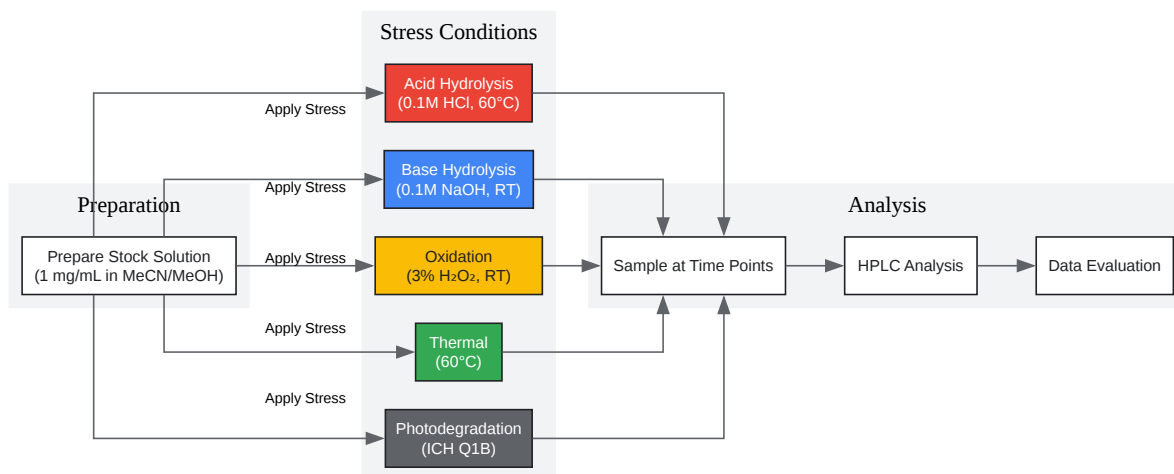 Stress Conditions
Acid Hydrolysis
(0.1M HCl, 60°C)
Apply Stress
Base Hydrolysis
(0.1M NaOH, RT)
Apply Stress
Preparation
Analysis
Prepare Stock Solution
(1 mg/mL in MeCN/MeOH)
Apply Stress
Oxidation
(3% H₂O₂, RT)
Sample at Time Points
HPLC Analysis
Data Evaluation
Apply Stress
Thermal
(60°C)
Apply Stress
Photodegradation
(ICH Q1B)